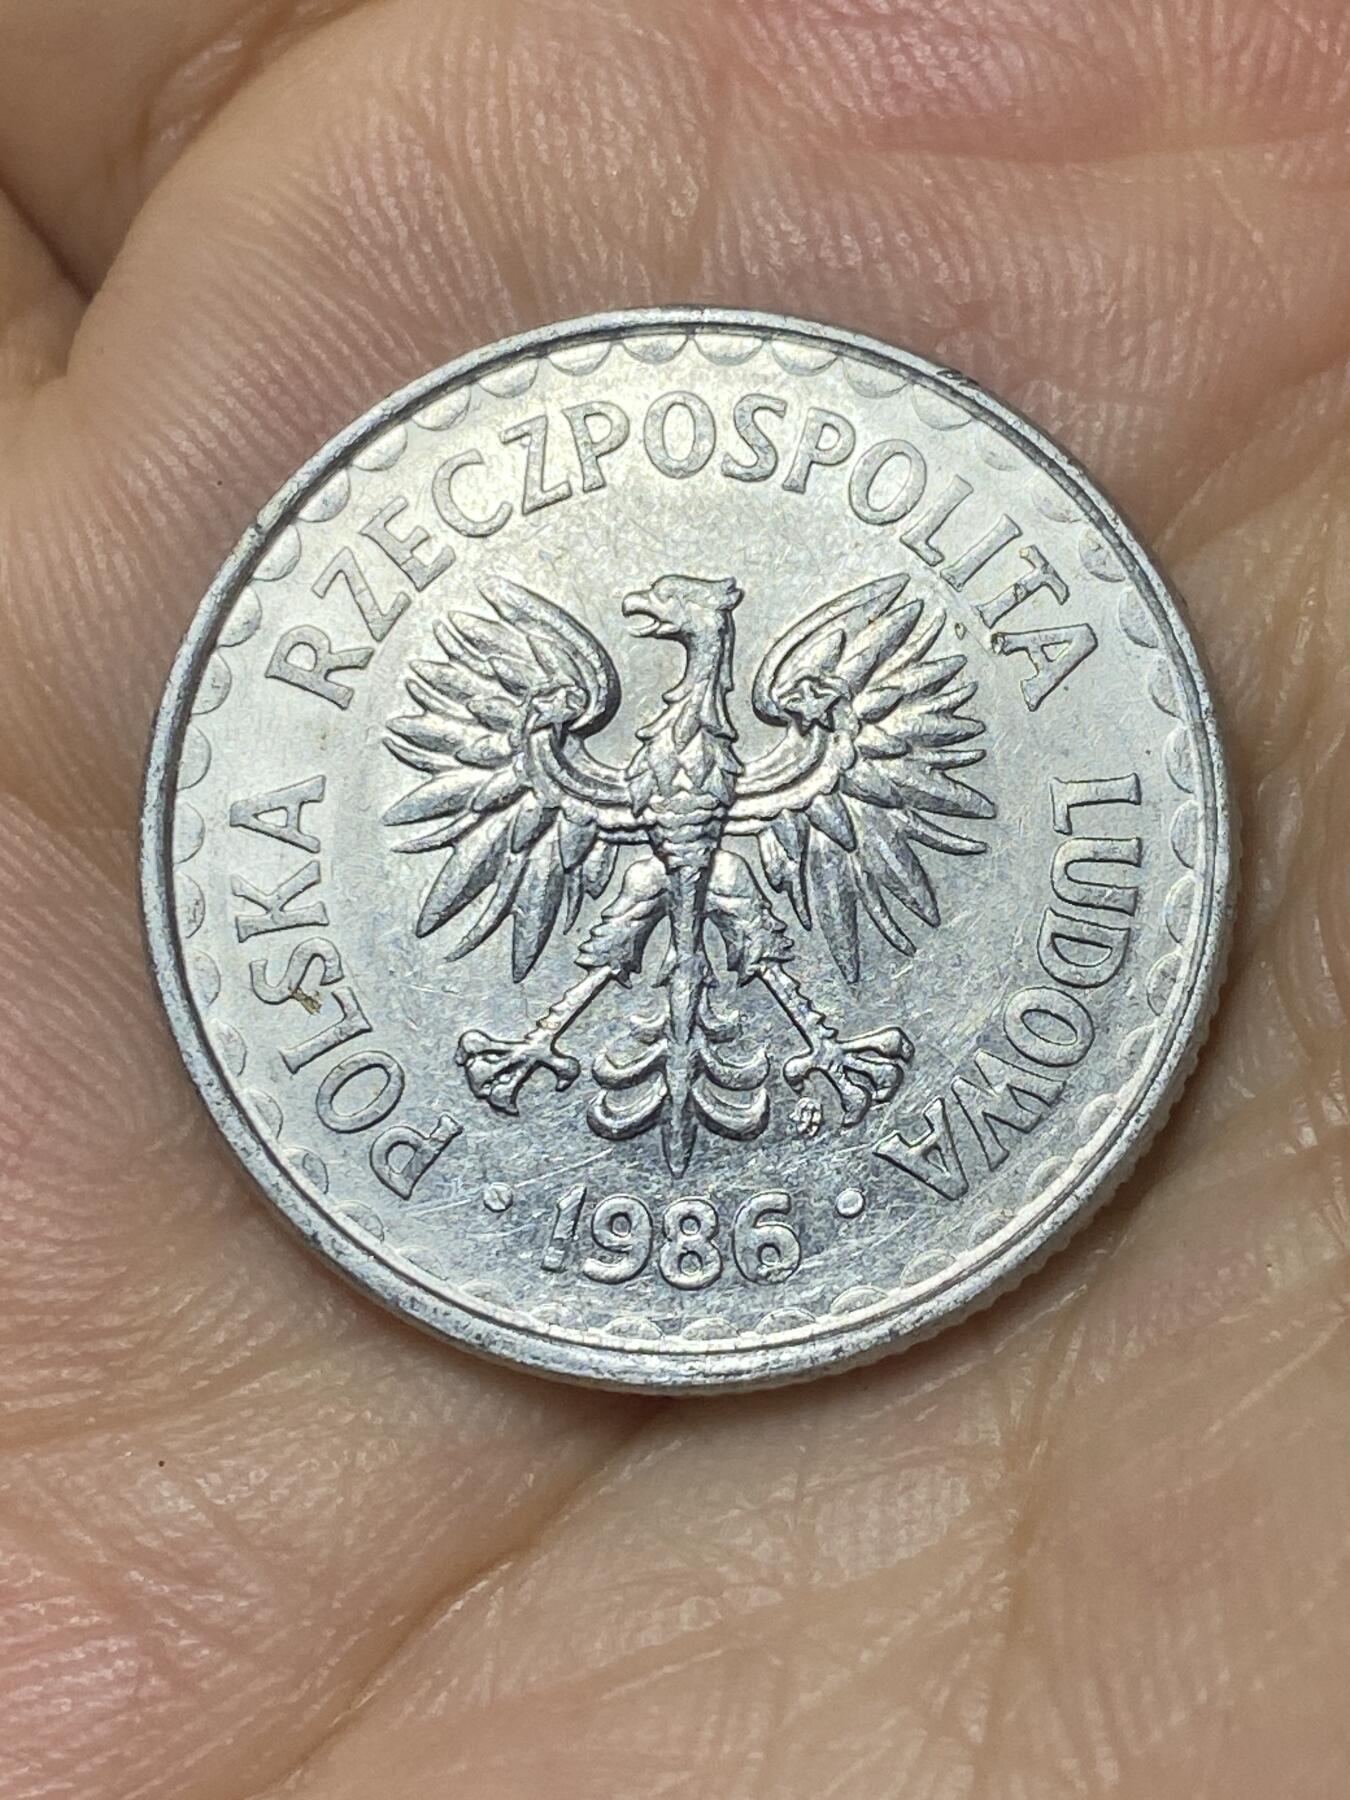 POLSKA RZECZPOSPOLITA LUDOWA
· 1986 ·